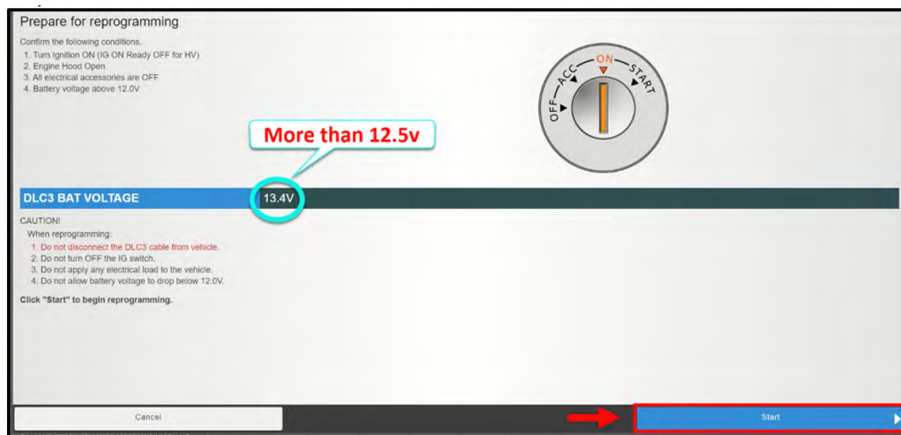 Prepare for reprogramming
Confirm the following conditions.
1. Turn Ignition ON (IG ON Ready OFF for HV)
2. Engine Hood Open
3. All electrical accessories are OFF
4. Battery voltage above 12.0V
OFF ACC ON START
More than 12.5v
DLC3 BAT VOLTAGE 13.4V
CAUTION!
When reprogramming:
1. Do not disconnect the DLC3 cable from vehicle.
2. Do not turn OFF the IG switch.
3. Do not apply any electrical load to the vehicle.
4. Do not allow battery voltage to drop below 12.0V.
Click "Start" to begin reprogramming.
Cancel Start